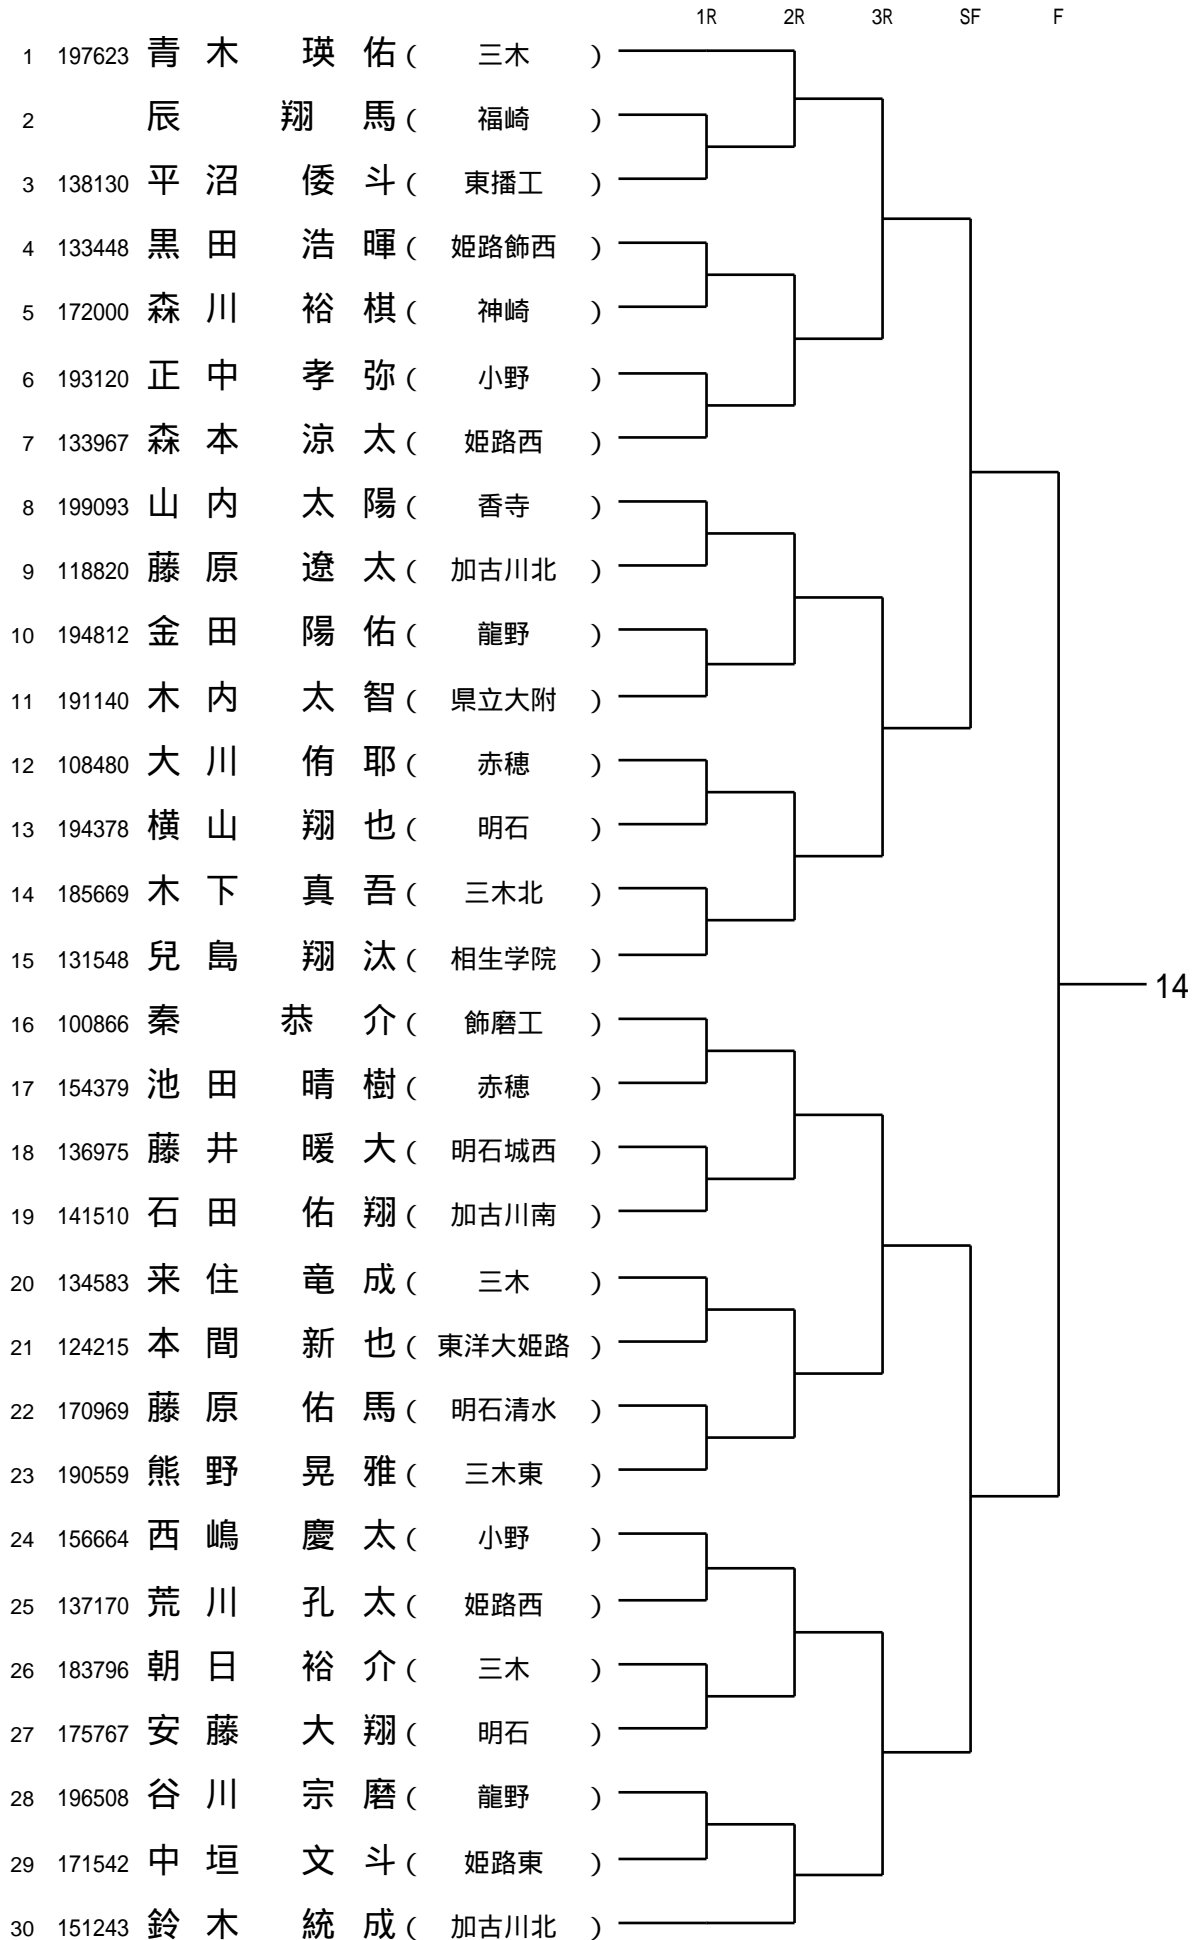 1R 2R 3R SF F
1 197623 青木 瑛佑 ( 三木 )
2 辰 翔馬 ( 福崎 )
3 138130 平沼 倭斗 ( 東播工 )
4 133448 黒田 浩暉 ( 姫路飾西 )
5 172000 森川 裕棋 ( 神崎 )
6 193120 正中 孝弥 ( 小野 )
7 133967 森本 涼太 ( 姫路西 )
8 199093 山内 太陽 ( 香寺 )
9 118820 藤原 遼太 ( 加古川北 )
10 194812 金田 陽佑 ( 龍野 )
11 191140 木内 太智 ( 県立大附 )
12 108480 大川 侑耶 ( 赤穂 )
13 194378 横山 翔也 ( 明石 )
14 185669 木下 真吾 ( 三木北 )
15 131548 兒島 翔汰 ( 相生学院 )
14
16 100866 秦 恭介 ( 飾磨工 )
17 154379 池田 晴樹 ( 赤穂 )
18 136975 藤井 暖大 ( 明石城西 )
19 141510 石田 佑翔 ( 加古川南 )
20 134583 来住 竜成 ( 三木 )
21 124215 本間 新也 ( 東洋大姫路 )
22 170969 藤原 佑馬 ( 明石清水 )
23 190559 熊野 晃雅 ( 三木東 )
24 156664 西嶋 慶太 ( 小野 )
25 137170 荒川 孔太 ( 姫路西 )
26 183796 朝日 裕介 ( 三木 )
27 175767 安藤 大翔 ( 明石 )
28 196508 谷川 宗磨 ( 龍野 )
29 171542 中垣 文斗 ( 姫路東 )
30 151243 鈴木 統成 ( 加古川北 )